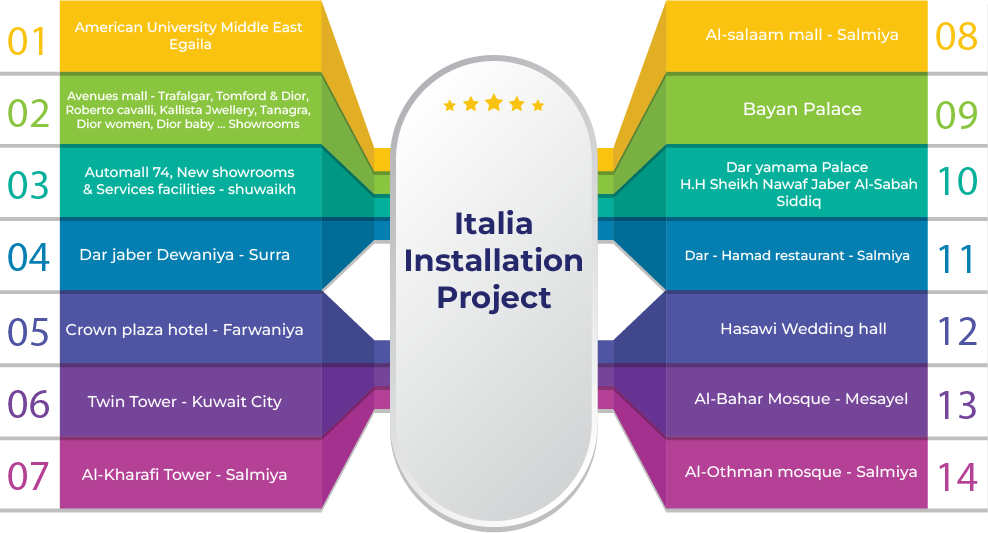 01
American University Middle East
Egaila
02
Avenues mall - Trafalgar, Tomford & Dior,
Roberto cavalli, Kallista Jwellery, Tanagra,
Dior women, Dior baby ... Showrooms
03
Automall 74, New showrooms
& Services facilities - shuwaikh
04
Dar jaber Dewaniya - Surra
05
Crown plaza hotel - Farwaniya
06
Twin Tower - Kuwait City
07
Al-Kharafi Tower - Salmiya
Italia
Installation
Project
Al-salaam mall - Salmiya
08
Bayan Palace
09
Dar yamama Palace
H.H Sheikh Nawaf Jaber Al-Sabah
Siddiq
10
Dar - Hamad restaurant - Salmiya
11
Hasawi Wedding hall
12
Al-Bahar Mosque - Mesayel
13
Al-Othman mosque - Salmiya
14